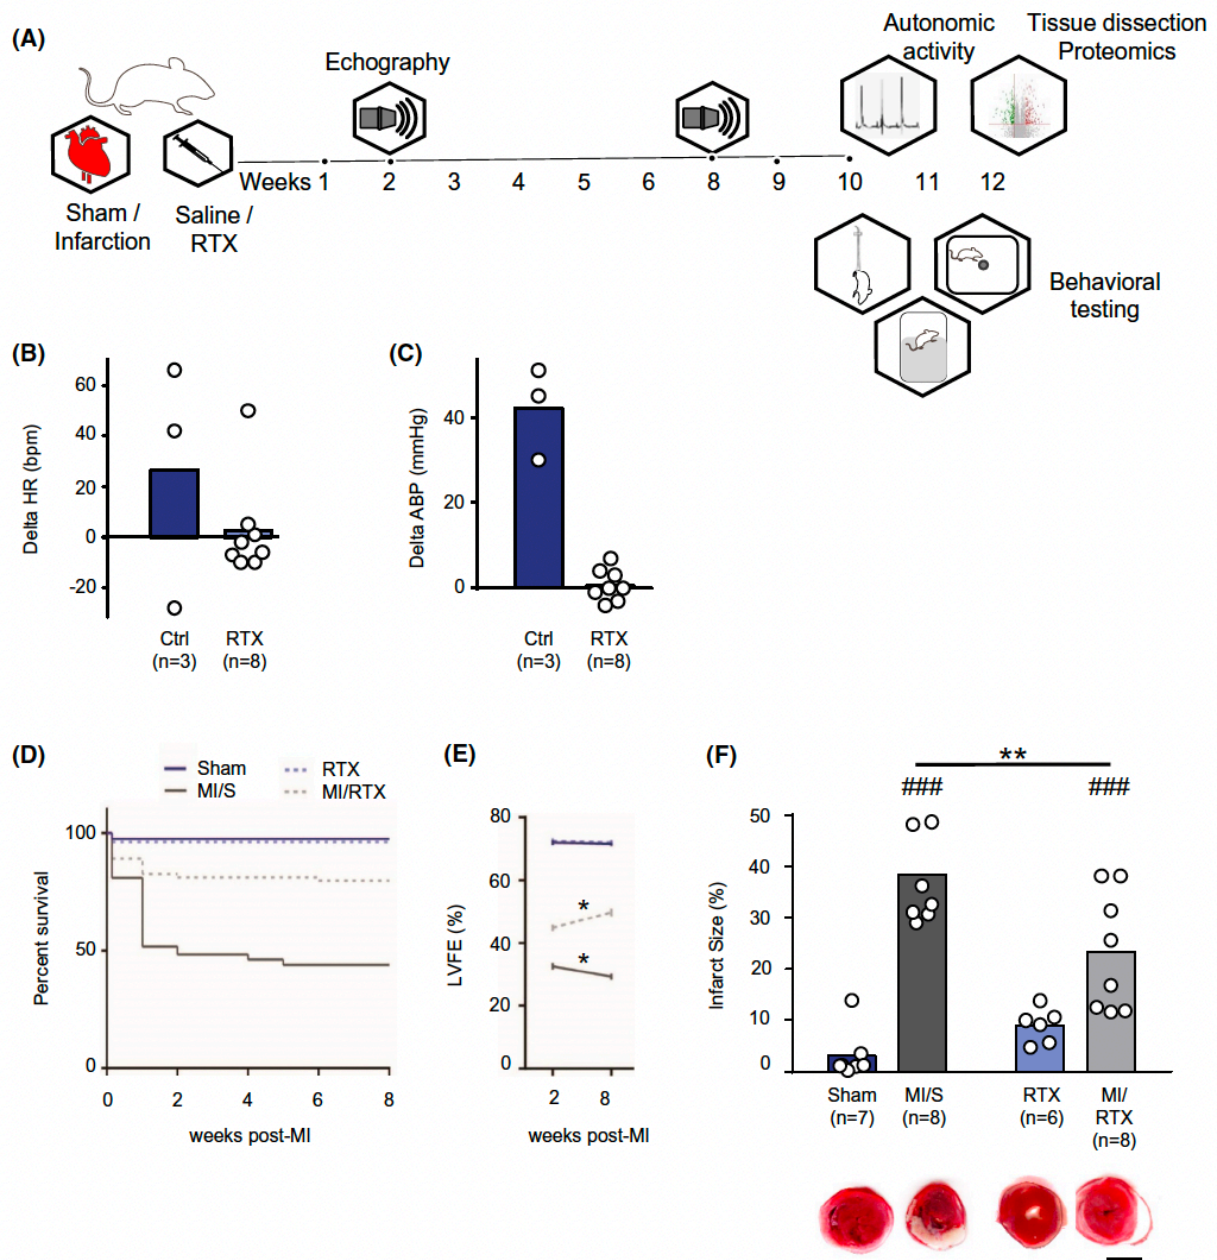 (A)
Echography
Autonomic
activity
Tissue dissection
Proteomics
Weeks 1 2 3 4 5 6 8 9 10 11 12
Sham /
Infarction
Saline /
RTX
Behavioral
testing
(B)
Delta HR (bpm)
60
40
20
0
-20
Ctrl
(n=3)
RTX
(n=8)
(C)
Delta ABP (mmHg)
40
20
0
Ctrl
(n=3)
RTX
(n=8)
(D)
Sham
RTX
MI/S
MI/RTX
Percent survival
100
50
0
0 2 4 6 8
weeks post-MI
(E)
LVFE (%)
80
60
40
20
0
*
*
2 8
weeks post-MI
(F)
**
### ###
Infarct Size (%)
50
40
30
20
10
0
Sham
(n=7)
MI/S
(n=8)
RTX
(n=6)
MI/
RTX
(n=8)